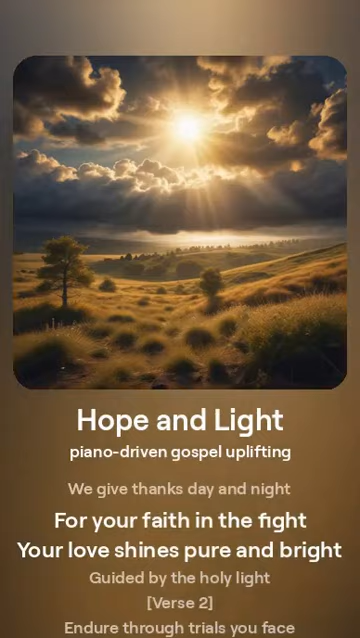 Hope and Light
piano-driven gospel uplifting
We give thanks day and night
For your faith in the fight
Your love shines pure and bright
Guided by the holy light
[Verse 2]
Endure through trials you face